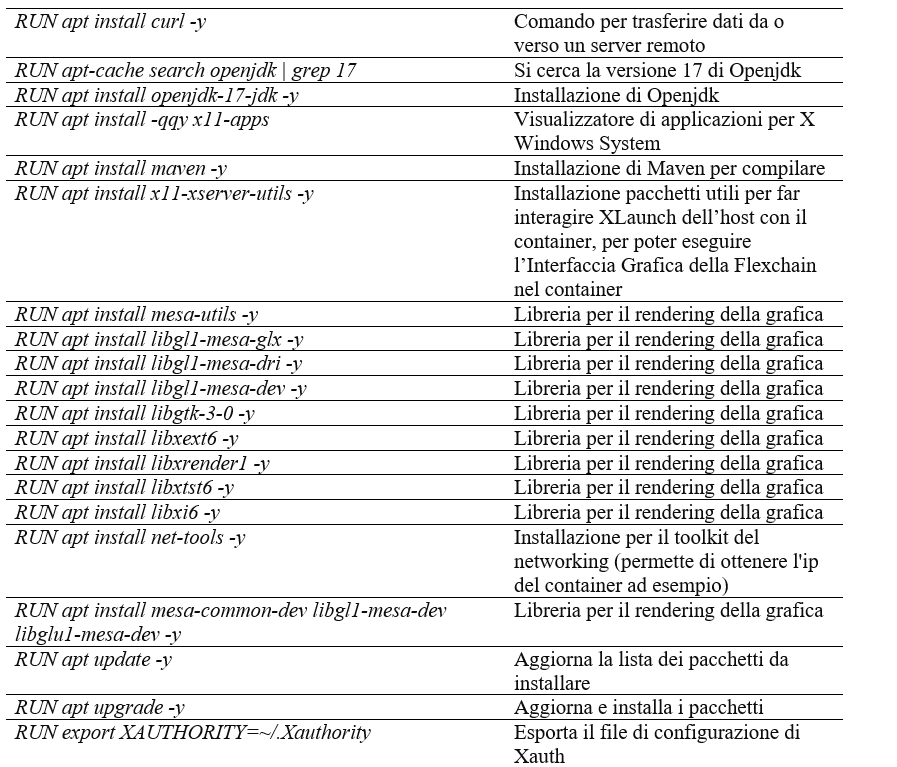 RUN apt install curl -y
Comando per trasferire dati da o
verso un server remoto
RUN apt-cache search openjdk | grep 17
Si cerca la versione 17 di Openjdk
RUN apt install openjdk-17-jdk -y
Installazione di Openjdk
RUN apt install -qqy x11-apps
Visualizzatore di applicazioni per X
Windows System
RUN apt install maven -y
Installazione di Maven per compilare
RUN apt install x11-xserver-utils -y
Installazione pacchetti utili per far
interagire XLaunch dell’host con il
container, per poter eseguire
l’Interfaccia Grafica della Flexchain
nel container
RUN apt install mesa-utils -y
Libreria per il rendering della grafica
RUN apt install libgl1-mesa-glx -y
Libreria per il rendering della grafica
RUN apt install libgl1-mesa-dri -y
Libreria per il rendering della grafica
RUN apt install libgl1-mesa-dev -y
Libreria per il rendering della grafica
RUN apt install libgtk-3-0 -y
Libreria per il rendering della grafica
RUN apt install libxext6 -y
Libreria per il rendering della grafica
RUN apt install libxrender1 -y
Libreria per il rendering della grafica
RUN apt install libxtst6 -y
Libreria per il rendering della grafica
RUN apt install libxi6 -y
Libreria per il rendering della grafica
RUN apt install net-tools -y
Installazione per il toolkit del
networking (permette di ottenere l'ip
del container ad esempio)
RUN apt install mesa-common-dev libgl1-mesa-dev
libglu1-mesa-dev -y
Libreria per il rendering della grafica
RUN apt update -y
Aggiorna la lista dei pacchetti da
installare
RUN apt upgrade -y
Aggiorna e installa i pacchetti
RUN export XAUTHORITY=~/.Xauthority
Esporta il file di configurazione di
Xauth